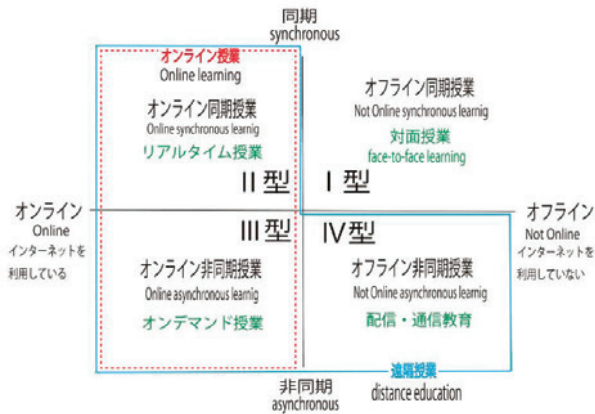 同期
synchronous
オンライン授業
Online learning
オンライン同期授業
Online synchronous learnig
リアルタイム授業
II型
オフライン同期授業
Not Online synchronous learnig
対面授業
face-to-face learning
I型
オンライン
Online
インターネットを
利用している
オフライン
Not Online
インターネットを
利用していない
III型
オンライン非同期授業
Online asynchronous learnig
オンデマンド授業
IV型
オフライン非同期授業
Not Online asynchronous learnig
配信・通信教育
遠隔授業
distance education
非同期
asynchronous